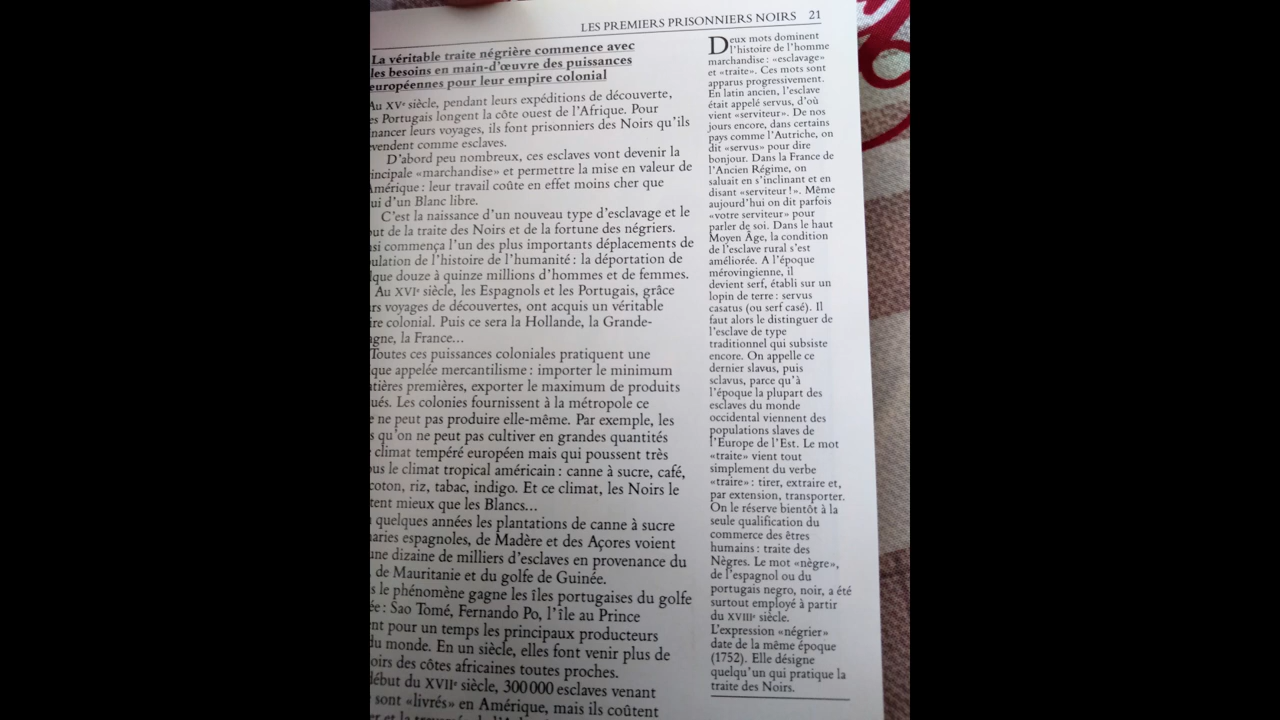 LES PREMIERS PRISONNIERS NOIRS 21
La véritable traite négrière commence avec
les besoins en main-d'œuvre des puissances
européennes pour leur empire colonial
Au XVe siècle, pendant leurs expéditions de découverte,
es Portugais longent la côte ouest de l'Afrique. Pour
nancer leurs voyages, ils font prisonniers des Noirs qu'ils
evendent comme esclaves.
D'abord peu nombreux, ces esclaves vont devenir la
incipale «marchandise» et permettre la mise en valeur de
Amérique : leur travail coûte en effet moins cher que
ui d'un Blanc libre.
C'est la naissance d'un nouveau type d'esclavage et le
ut de la traite des Noirs et de la fortune des négriers.
si commença l'un des plus importants déplacements de
ulation de l'histoire de l'humanité : la déportation de
lque douze à quinze millions d'hommes et de femmes.
Au XVIe siècle, les Espagnols et les Portugais, grâce
rs voyages de découvertes, ont acquis un véritable
re colonial. Puis ce sera la Hollande, la Grande-
agne, la France...
Toutes ces puissances coloniales pratiquent une
que appelée mercantilisme : importer le minimum
tières premières, exporter le maximum de produits
ués. Les colonies fournissent à la métropole ce
e ne peut pas produire elle-même. Par exemple, les
s qu'on ne peut pas cultiver en grandes quantités
climat tempéré européen mais qui poussent très
us le climat tropical américain : canne à sucre, café,
coton, riz, tabac, indigo. Et ce climat, les Noirs le
tent mieux que les Blancs...
quelques années les plantations de canne à sucre
naries espagnoles, de Madère et des Açores voient
une dizaine de milliers d'esclaves en provenance du
de Mauritanie et du golfe de Guinée.
s le phénomène gagne les îles portugaises du golfe
ée : Sao Tomé, Fernando Po, l'île au Prince
ent pour un temps les principaux producteurs
du monde. En un siècle, elles font venir plus de
oirs des côtes africaines toutes proches.
début du XVIIe siècle, 300 000 esclaves venant
sont «livrés» en Amérique, mais ils coûtent
Deux mots dominent
l'histoire de l'homme
marchandise : «esclavage»
et «traite». Ces mots sont
apparus progressivement.
En latin ancien, l'esclave
était appelé servus, d'où
vient «serviteur». De nos
jours encore, dans certains
pays comme l'Autriche, on
dit «servus» pour dire
bonjour. Dans la France de
l'Ancien Régime, on
saluait en s'inclinant et en
disant «serviteur !». Même
aujourd'hui on dit parfois
«votre serviteur» pour
parler de soi. Dans le haut
Moyen Âge, la condition
de l'esclave rural s'est
améliorée. A l'époque
mérovingienne, il
devient serf, établi sur un
lopin de terre : servus
casatus (ou serf casé). Il
faut alors le distinguer de
l'esclave de type
traditionnel qui subsiste
encore. On appelle ce
dernier slavus, puis
sclavus, parce qu'à
l'époque la plupart des
esclaves du monde
occidental viennent des
populations slaves de
l'Europe de l'Est. Le mot
«traite» vient tout
simplement du verbe
«traire» : tirer, extraire et,
par extension, transporter.
On le réserve bientôt à la
seule qualification du
commerce des êtres
humains : traite des
Nègres. Le mot «nègre»,
de l'espagnol ou du
portugais negro, noir, a été
surtout employé à partir
du XVIIIe siècle.
L'expression «négrier»
date de la même époque
(1752). Elle désigne
quelqu'un qui pratique la
traite des Noirs.